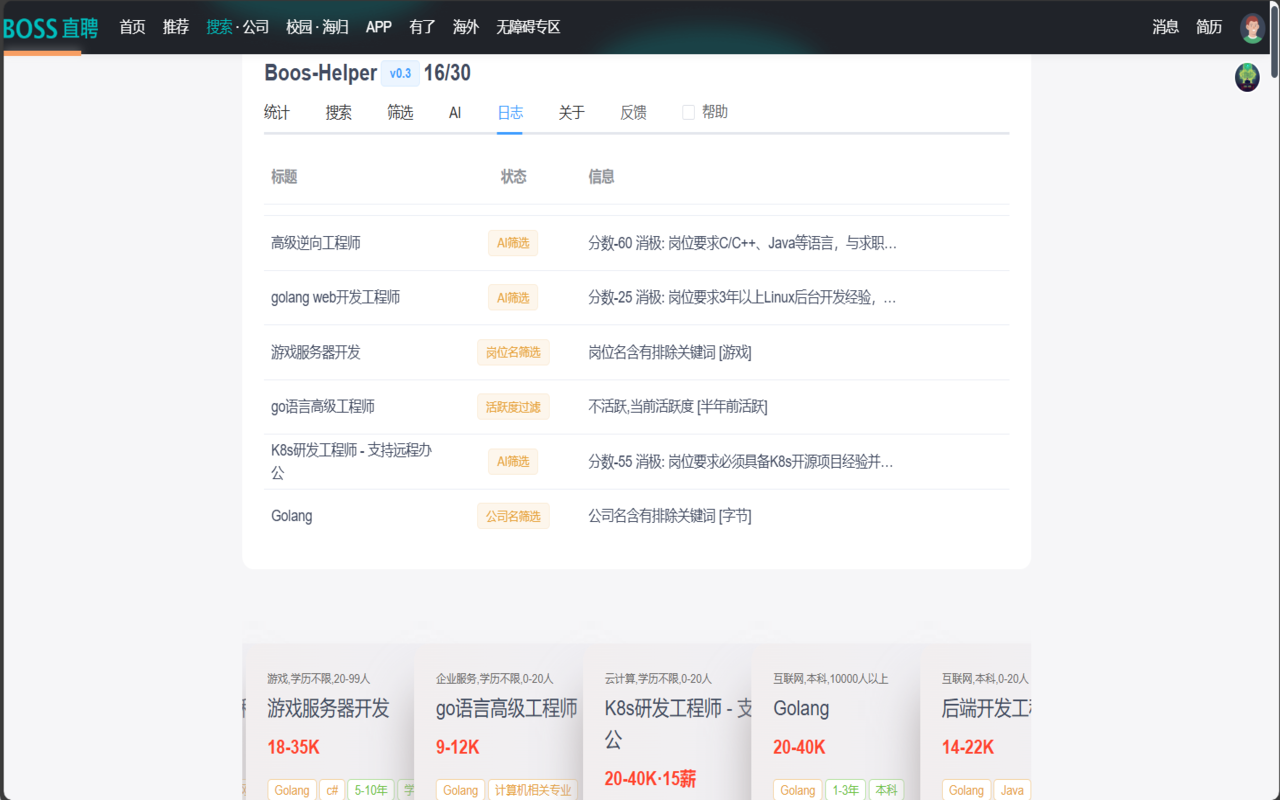 BOSS 直聘 首页 推荐 搜索 · 公司 校园 · 海归 APP 有了 海外 无障碍专区 消息 简历
Boos-Helper v0.3 16/30
统计 搜索 筛选 AI 日志 关于 反馈 帮助
标题 状态 信息
高级逆向工程师 AI筛选 分数-60 消极: 岗位要求C/C++、Java等语言，与求职…
golang web开发工程师 AI筛选 分数-25 消极: 岗位要求3年以上Linux后台开发经验，…
游戏服务器开发 岗位名筛选 岗位名含有排除关键词 [游戏]
go语言高级工程师 活跃度过滤 不活跃,当前活跃度 [半年前活跃]
K8s研发工程师 - 支持远程办
公 AI筛选 分数-55 消极: 岗位要求必须具备K8s开源项目经验并…
Golang 公司名筛选 公司名含有排除关键词 [字节]
游戏,学历不限,20-99人
游戏服务器开发
18-35K
Golang c# 5-10年 学
企业服务,学历不限,0-20人
go语言高级工程师
9-12K
Golang 计算机相关专业
云计算,学历不限,0-20人
K8s研发工程师 - 支
公
20-40K·15薪
互联网,本科,10000人以上
Golang
20-40K
Golang 1-3年 本科
互联网,本科,0-20人
后端开发工
14-22K
Golang Java